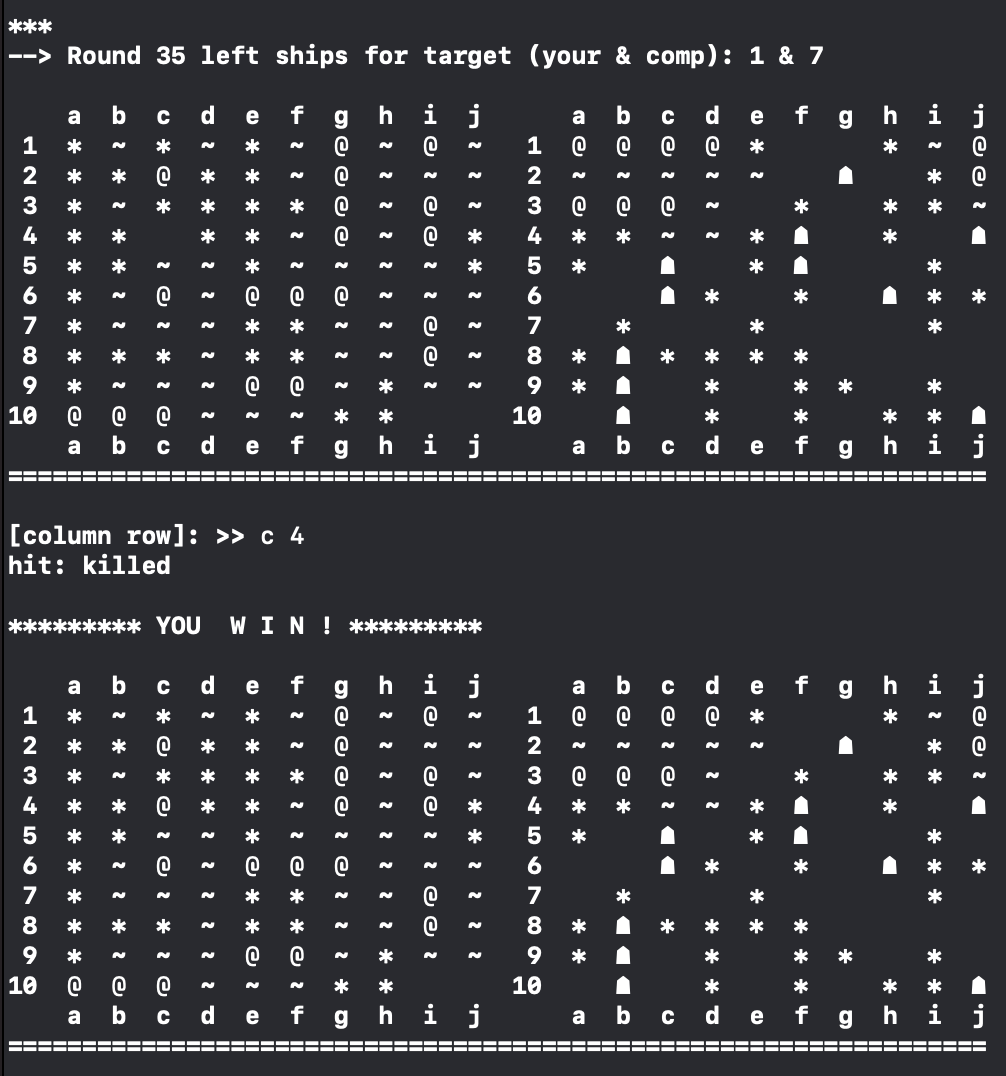 ***
--> Round 35 left ships for target (your & comp): 1 & 7
    a  b  c  d  e  f  g  h  i  j      a  b  c  d  e  f  g  h  i  j
 1  *  ~  *  ~  *  ~  @  ~  @  ~   1  @  @  @  @  *        *  ~  @
 2  *  *  @  *  *  ~  @  ~  ~  ~   2  ~  ~  ~  ~  ~  ~     ☗     *  @
 3  *  ~  *  *  *  *  @  ~  @  ~   3  @  @  @  ~     *     *  *  ~
 4  *  *     *  *  ~  @  ~  @  *   4  *  *  ~  ~  *  ☗     *     ☗
 5  *  *  ~  ~  *  ~  ~  ~  ~  *   5  *     ☗     *  ☗        *
 6  *  ~  @  ~  @  @  @  ~  ~  ~   6        ☗  *     *     ☗  *  *
 7  *  ~  ~  ~  *  *  ~  ~  @  ~   7     *        *           *
 8  *  *  *  ~  *  *  ~  ~  @  ~   8  *  ☗  *  *  *  *
 9  *  ~  ~  ~  @  @  ~  *  ~  ~   9  *  ☗     *     *  *     *
10  @  @  @  ~  ~  ~  *  *        10     ☗     *     *     *  *  ☗
    a  b  c  d  e  f  g  h  i  j      a  b  c  d  e  f  g  h  i  j
==================================================================
[column row]: >> c 4
hit: killed
********* YOU  W I N ! *********
    a  b  c  d  e  f  g  h  i  j      a  b  c  d  e  f  g  h  i  j
 1  *  ~  *  ~  *  ~  @  ~  @  ~   1  @  @  @  @  *        *  ~  @
 2  *  *  @  *  *  ~  @  ~  ~  ~   2  ~  ~  ~  ~  ~  ~     ☗     *  @
 3  *  ~  *  *  *  *  @  ~  @  ~   3  @  @  @  ~     *     *  *  ~
 4  *  *  @  *  *  ~  @  ~  @  *   4  *  *  ~  ~  *  ☗     *     ☗
 5  *  *  ~  ~  *  ~  ~  ~  ~  *   5  *     ☗     *  ☗        *
 6  *  ~  @  ~  @  @  @  ~  ~  ~   6        ☗  *     *     ☗  *  *
 7  *  ~  ~  ~  *  *  ~  ~  @  ~   7     *        *           *
 8  *  *  *  ~  *  *  ~  ~  @  ~   8  *  ☗  *  *  *  *
 9  *  ~  ~  ~  @  @  ~  *  ~  ~   9  *  ☗     *     *  *     *
10  @  @  @  ~  ~  ~  *  *        10     ☗     *     *     *  *  ☗
    a  b  c  d  e  f  g  h  i  j      a  b  c  d  e  f  g  h  i  j
==================================================================